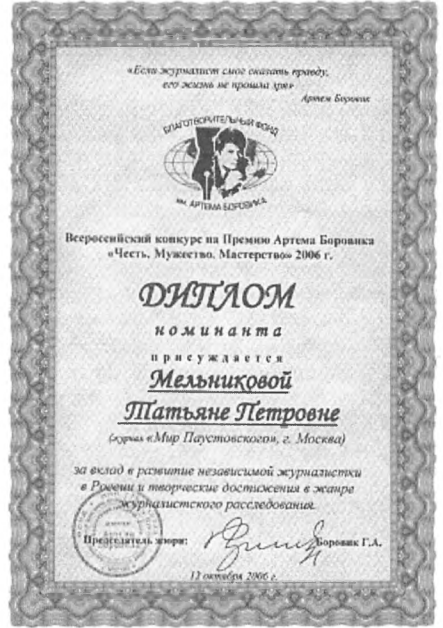 «Если журналист смог сказать правду,
его жизнь не прошла зря»
Артем Боровик
БЛАГОТВОРИТЕЛЬНЫЙ ФОНД
им. АРТЕМА БОРОВИКА
Всероссийский конкурс на Премию Артема Боровика
«Честь. Мужество. Мастерство» 2006 г.
ДИПЛОМ
номинанта
присуждается
Мельниковой
Татьяне Петровне
(журнал «Мир Паустовского», г. Москва)
за вклад в развитие независимой журналистки
в России и творческие достижения в жанре
журналистского расследования.
Председатель жюри: Боровик Г.А.
12 октября 2006 г.